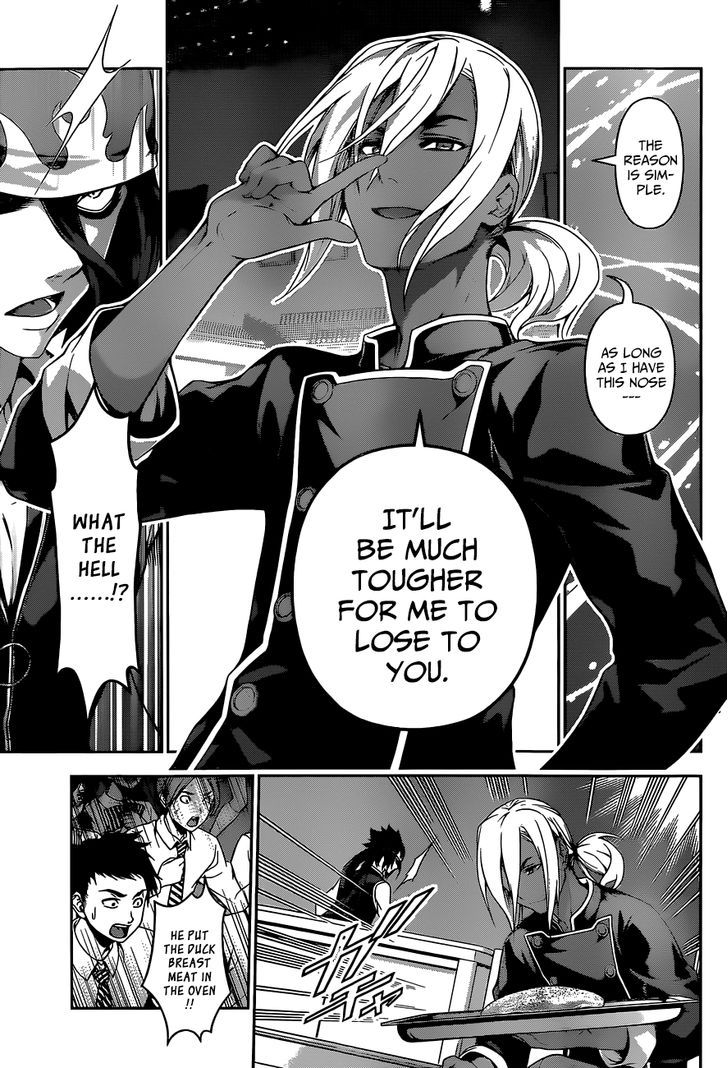 THE
REASON
IS SIM-
PLE.
AS LONG
AS I HAVE
THIS NOSE
---
IT'LL
BE MUCH
TOUGHER
FOR ME TO
LOSE TO
YOU.
WHAT
THE
HELL
......!?
HE PUT
THE DUCK
BREAST
MEAT IN
THE OVEN
!!